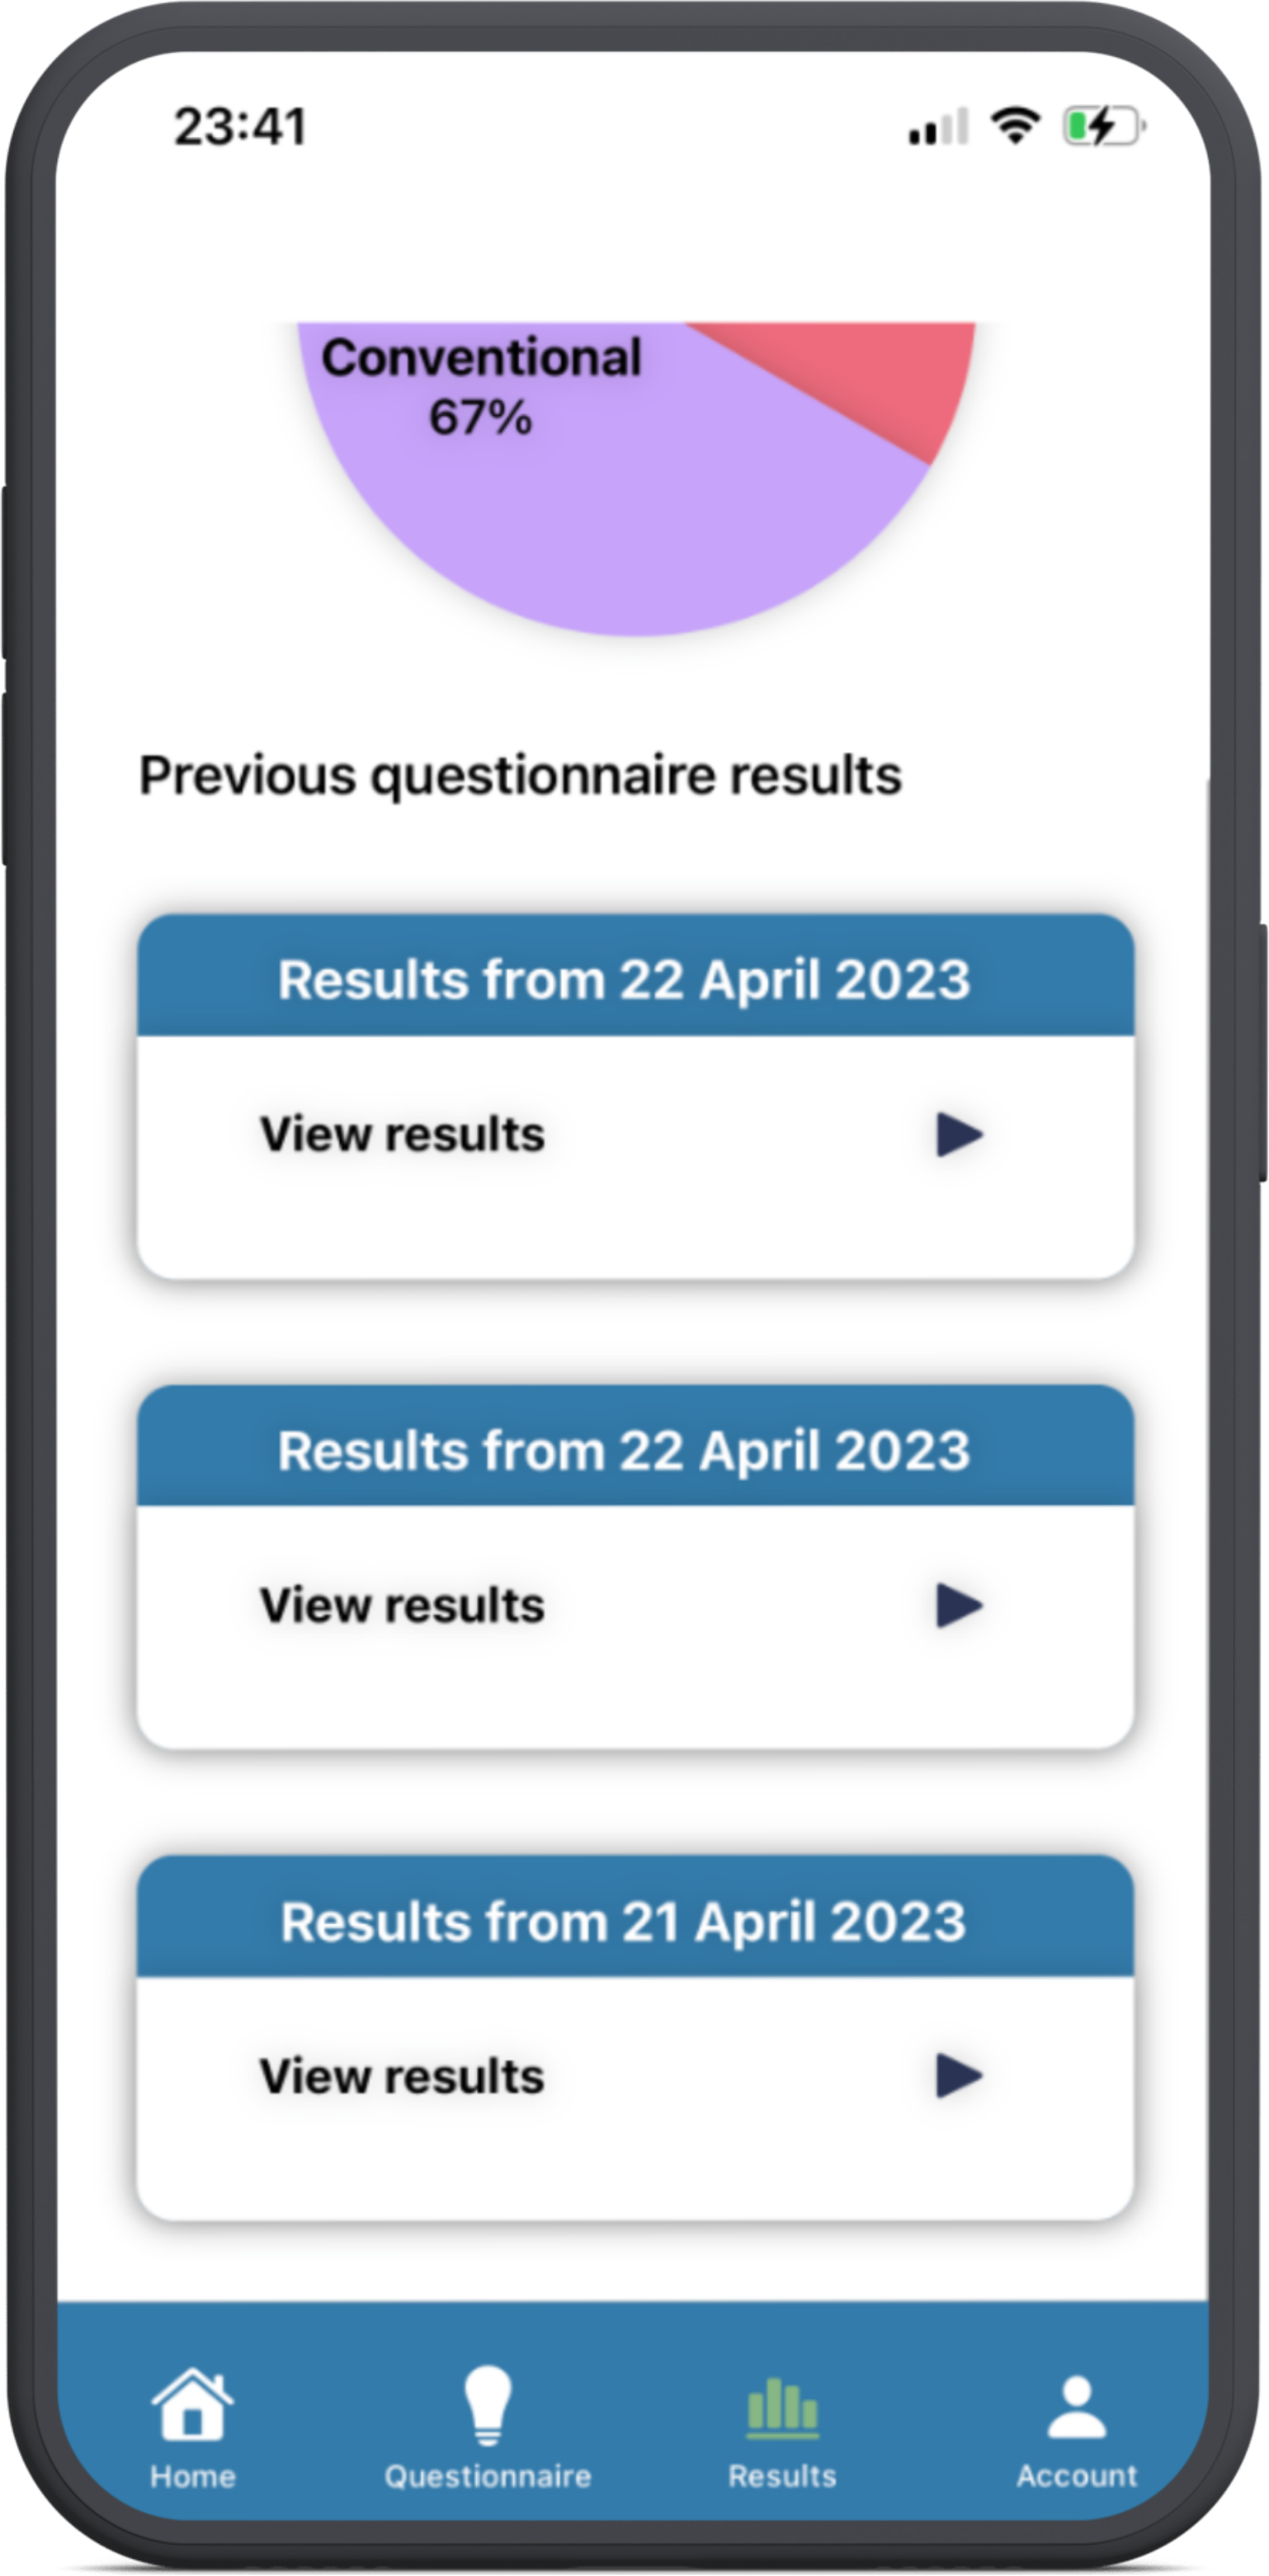 23:41
Conventional
67%
Previous questionnaire results
Results from 22 April 2023
View results
Results from 22 April 2023
View results
Results from 21 April 2023
View results
Home
Questionnaire
Results
Account